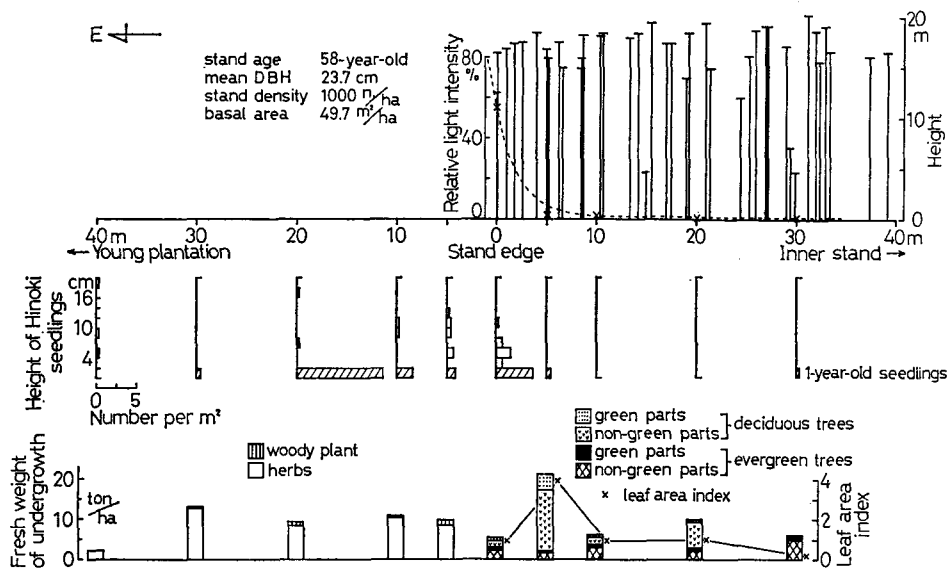 E
stand age 58-year-old
mean DBH 23.7 cm
stand density 1000 n./ha
basal area 49.7 m²/ha
Relative light intensity
80
%
40
0
20
m
10
0
Height
40m 30 20 10 0 10 20 30 40m
← Young plantation Stand edge Inner stand →
Height of Hinoki seedlings
cm
16
10
4
1-year-old seedlings
0 5
Number per m²
woody plant
herbs
green parts
non-green parts
deciduous trees
green parts
non-green parts
evergreen trees
× leaf area index
Fresh weight of undergrowth
20
ton/ha
10
0
4
2
0
Leaf area index